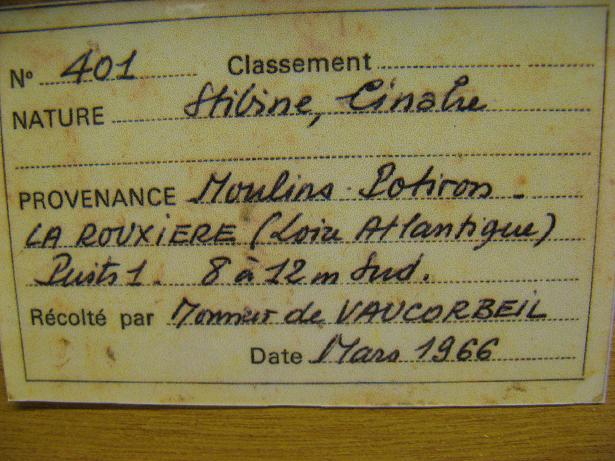 N° 401 Classement
NATURE Stibine, Cinabre
PROVENANCE Moulins Potiron -
LA ROUXIERE (Loire Atlantique)
Puits 1. 8 à 12 m Sud.
Récolté par Monsieur de VAUCORBEIL
Date Mars 1966